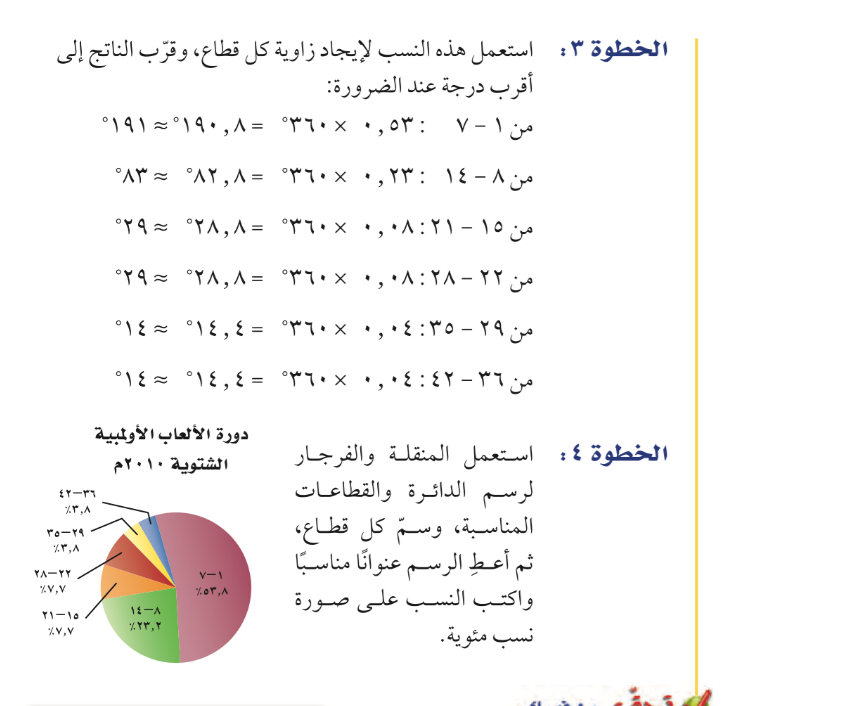 الخطوة ٣: استعمل هذه النسب لإيجاد زاوية كل قطاع، وقرّب الناتج إلى
أقرب درجة عند الضرورة:
من ١ – ٧ : ٠,٥٣ × ٣٦٠° = ١٩٠,٨° ≈ ١٩١°
من ٨ – ١٤ : ٠,٢٣ × ٣٦٠° = ٨٢,٨° ≈ ٨٣°
من ١٥ – ٢١: ٠,٠٨ × ٣٦٠° = ٢٨,٨° ≈ ٢٩°
من ٢٢ – ٢٨: ٠,٠٨ × ٣٦٠° = ٢٨,٨° ≈ ٢٩°
من ٢٩ – ٣٥: ٠,٠٤ × ٣٦٠° = ١٤,٤° ≈ ١٤°
من ٣٦ – ٤٢: ٠,٠٤ × ٣٦٠° = ١٤,٤° ≈ ١٤°
الخطوة ٤: استعمل المنقلة والفرجار
لرسم الدائرة والقطاعات
المناسبة، وسمّ كل قطاع،
ثم أعطِ الرسم عنوانًا مناسبًا
واكتب النسب على صورة
نسب مئوية.
دورة الألعاب الأولمبية
الشتوية ٢٠١٠م
٣٦–٤٢
٣,٨٪
٢٩–٣٥
٣,٨٪
٢٢–٢٨
٧,٧٪
١٥–٢١
٧,٧٪
١–٧
٥٣,٨٪
٨–١٤
٢٣,٢٪